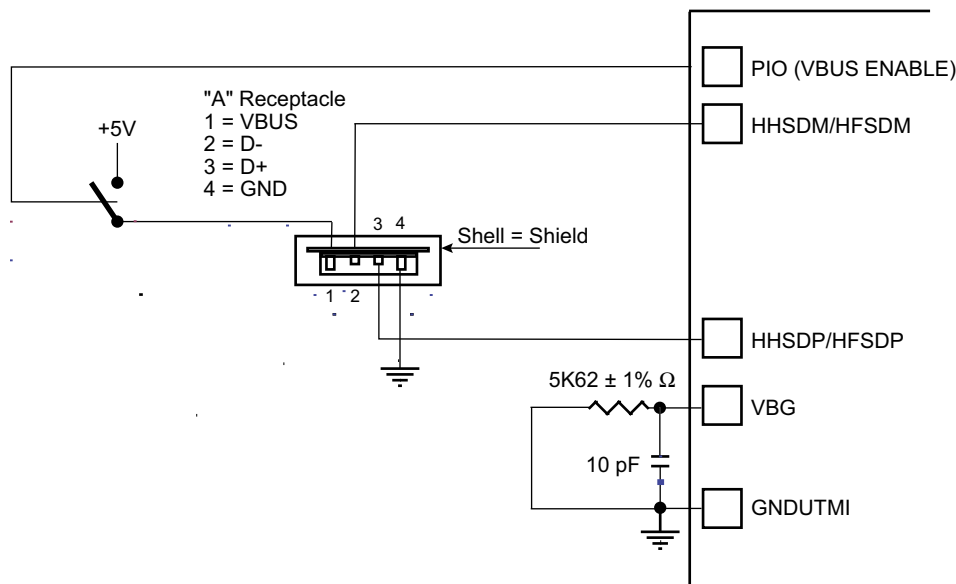 PIO (VBUS ENABLE)
"A" Receptacle
1 = VBUS
2 = D-
3 = D+
4 = GND
+5V
HHSDM/HFSDM
3 4
Shell = Shield
1 2
HHSDP/HFSDP
5K62 ± 1% Ω
VBG
10 pF
GNDUTMI